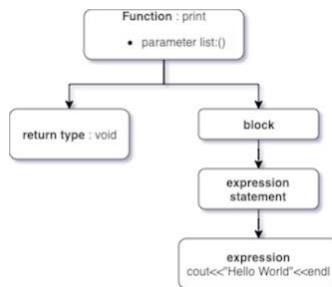 Function : print
• parameter list:()
return type : void
block
expression
statement
expression
cout<<"Hello World"<<endl